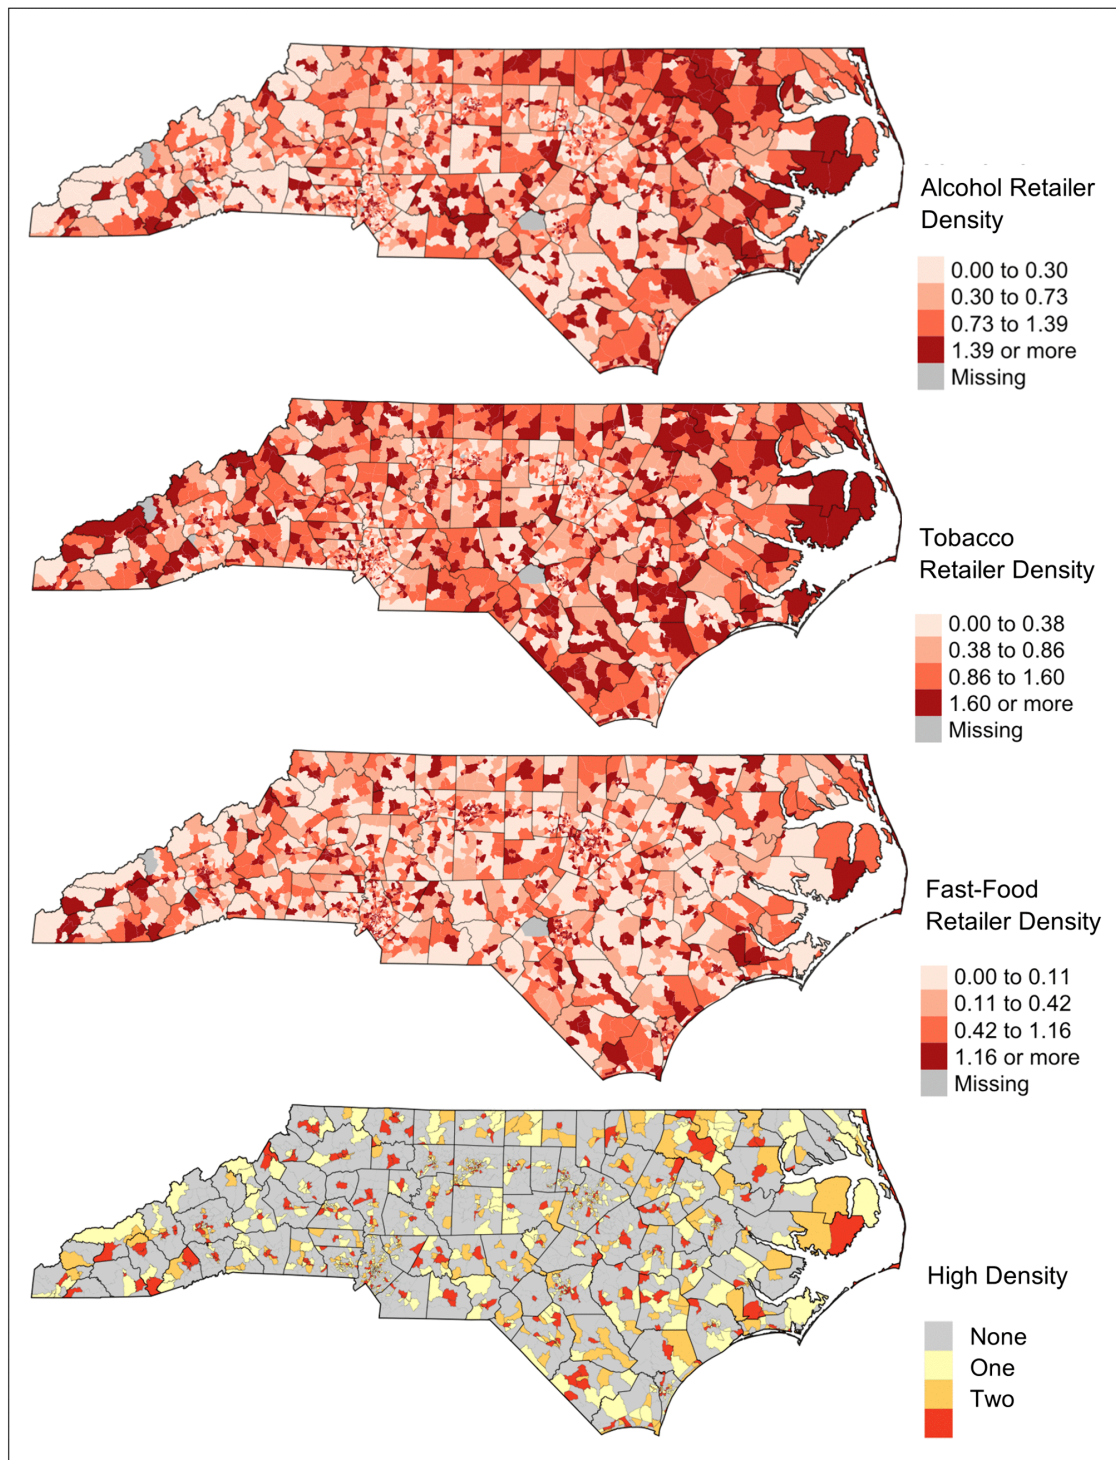 Alcohol Retailer
Density
0.00 to 0.30
0.30 to 0.73
0.73 to 1.39
1.39 or more
Missing
Tobacco
Retailer Density
0.00 to 0.38
0.38 to 0.86
0.86 to 1.60
1.60 or more
Missing
Fast-Food
Retailer Density
0.00 to 0.11
0.11 to 0.42
0.42 to 1.16
1.16 or more
Missing
High Density
None
One
Two